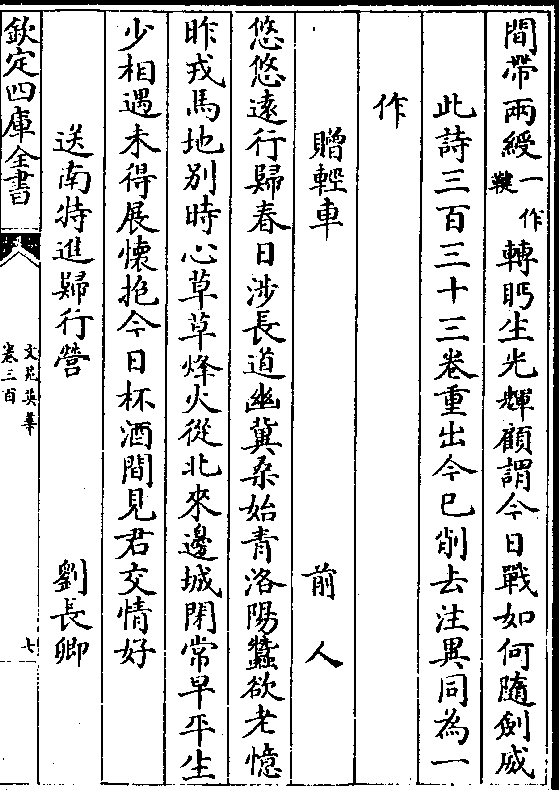 間帶兩綬一作韍轉眄生光輝顧謂今日戰如何隨劍威
此詩三百三十三卷重出今已削去注異同為一
作
贈輕車 前人
悠悠遠行歸春日涉長道幽冀桑始青洛陽蠶欲老憶
昨戎馬地別時心草草烽火從北來邊城閉常早平生
少相遇未得展懷抱今日杯酒間見君交情好
送南特進歸行營 劉長卿
欽定四庫全書
文苑英華
卷三百
七